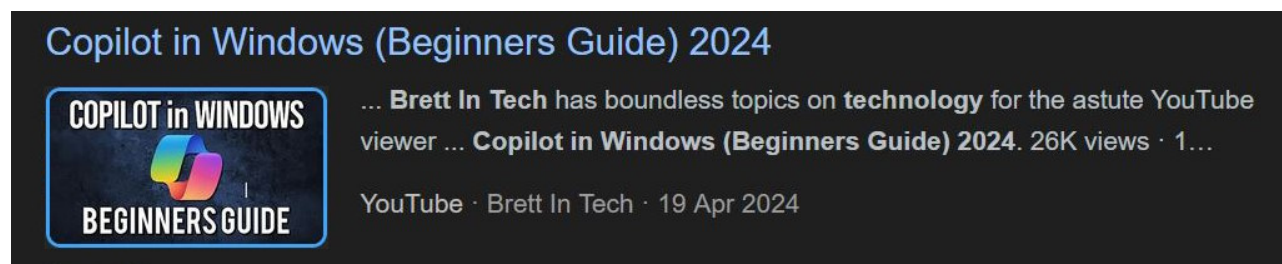 Copilot in Windows (Beginners Guide) 2024
COPILOT in WINDOWS
BEGINNERS GUIDE
... Brett In Tech has boundless topics on technology for the astute YouTube
viewer ... Copilot in Windows (Beginners Guide) 2024. 26K views · 1...
YouTube · Brett In Tech · 19 Apr 2024